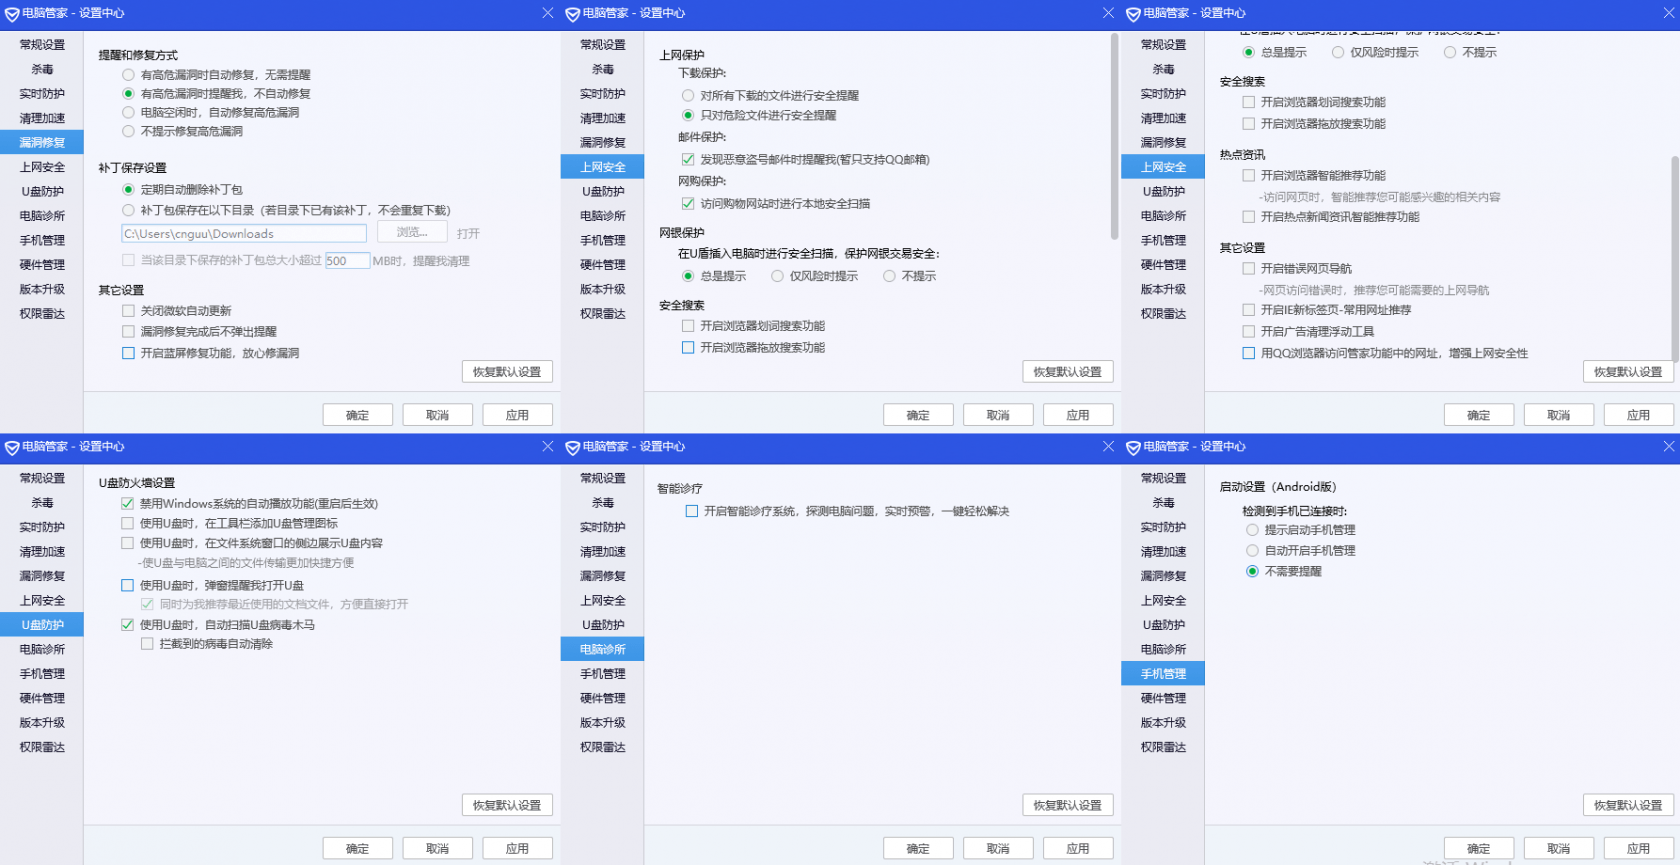 电脑管家 - 设置中心
常规设置
杀毒
实时防护
清理加速
漏洞修复
上网安全
U盘防护
电脑诊所
手机管理
硬件管理
版本升级
权限雷达
提醒和修复方式
有高危漏洞时自动修复，无需提醒
有高危漏洞时提醒我，不自动修复
电脑空闲时，自动修复高危漏洞
不提示修复高危漏洞
补丁保存设置
定期自动删除补丁包
补丁包保存在以下目录（若目录下已有该补丁，不会重复下载）
C:\Users\cnguu\Downloads 浏览... 打开
当该目录下保存的补丁包总大小超过 500 MB时，提醒我清理
其它设置
关闭微软自动更新
漏洞修复完成后不弹出提醒
开启蓝屏修复功能，放心修漏洞
恢复默认设置
确定 取消 应用
电脑管家 - 设置中心
常规设置
杀毒
实时防护
清理加速
漏洞修复
上网安全
U盘防护
电脑诊所
手机管理
硬件管理
版本升级
权限雷达
上网保护
下载保护:
对所有下载的文件进行安全提醒
只对危险文件进行安全提醒
邮件保护:
发现恶意盗号邮件时提醒我(暂只支持QQ邮箱)
网购保护:
访问购物网站时进行本地安全扫描
网银保护
在U盾插入电脑时进行安全扫描，保护网银交易安全:
总是提示 仅风险时提示 不提示
安全搜索
开启浏览器划词搜索功能
开启浏览器拖放搜索功能
恢复默认设置
确定 取消 应用
电脑管家 - 设置中心
常规设置
杀毒
实时防护
清理加速
漏洞修复
上网安全
U盘防护
电脑诊所
手机管理
硬件管理
版本升级
权限雷达
在U盾插入电脑时进行安全扫描，保护网银交易安全:
总是提示 仅风险时提示 不提示
安全搜索
开启浏览器划词搜索功能
开启浏览器拖放搜索功能
热点资讯
开启浏览器智能推荐功能
-访问网页时，智能推荐您可能感兴趣的相关内容
开启热点新闻资讯智能推荐功能
其它设置
开启错误网页导航
-网页访问错误时，推荐您可能需要的上网导航
开启IE新标签页-常用网址推荐
开启广告清理浮动工具
用QQ浏览器访问管家功能中的网址，增强上网安全性
恢复默认设置
确定 取消 应用
电脑管家 - 设置中心
常规设置
杀毒
实时防护
清理加速
漏洞修复
上网安全
U盘防护
电脑诊所
手机管理
硬件管理
版本升级
权限雷达
U盘防火墙设置
禁用Windows系统的自动播放功能(重启后生效)
使用U盘时，在工具栏添加U盘管理图标
使用U盘时，在文件系统窗口的侧边展示U盘内容
-使U盘与电脑之间的文件传输更加快捷方便
使用U盘时，弹窗提醒我打开U盘
同时为我推荐最近使用的文档文件，方便直接打开
使用U盘时，自动扫描U盘病毒木马
拦截到的病毒自动清除
恢复默认设置
确定 取消 应用
电脑管家 - 设置中心
常规设置
杀毒
实时防护
清理加速
漏洞修复
上网安全
U盘防护
电脑诊所
手机管理
硬件管理
版本升级
权限雷达
智能诊疗
开启智能诊疗系统，探测电脑问题，实时预警，一键轻松解决
恢复默认设置
确定 取消 应用
电脑管家 - 设置中心
常规设置
杀毒
实时防护
清理加速
漏洞修复
上网安全
U盘防护
电脑诊所
手机管理
硬件管理
版本升级
权限雷达
启动设置（Android版）
检测到手机已连接时:
提示启动手机管理
自动开启手机管理
不需要提醒
恢复默认设置
确定 取消 应用